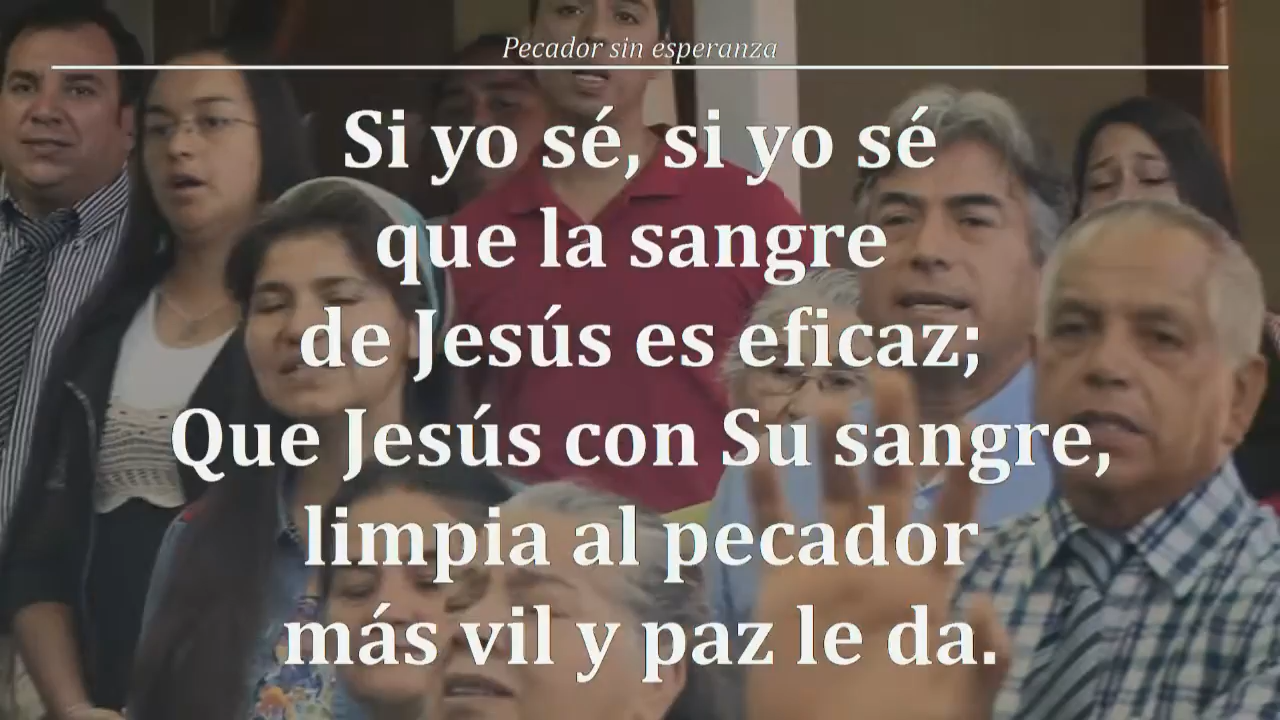 Pecador sin esperanza
Si yo sé, si yo sé
que la sangre
de Jesús es eficaz;
Que Jesús con Su sangre,
limpia al pecador
más vil y paz le da.